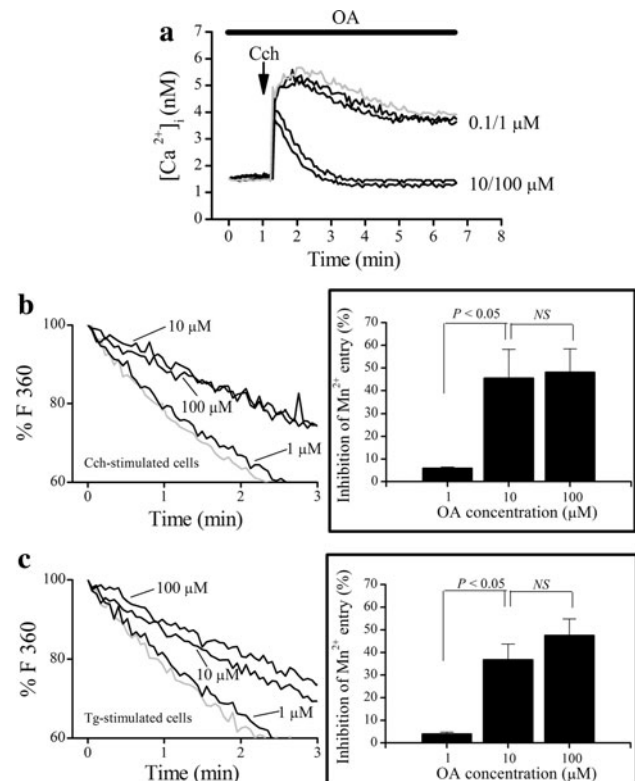 OA
a
Cch
[Ca 2+]i (nM)
7
6
5
4
3
2
1
0
0.1/1 µM
10/100 µM
0 1 2 3 4 5 6 7 8
Time (min)
b
% F 360
100
80
60
10 µM
100 µM
1 µM
Cch-stimulated cells
0 1 2 3
Time (min)
Inhibition of Mn2+ entry (%)
P < 0.05 NS
70
60
50
40
30
20
10
0
1 10 100
OA concentration (µM)
c
% F 360
100
80
60
100 µM
10 µM
1 µM
Tg-stimulated cells
0 1 2 3
Time (min)
Inhibition of Mn2+ entry (%)
P < 0.05 NS
70
60
50
40
30
20
10
0
1 10 100
OA concentration (µM)